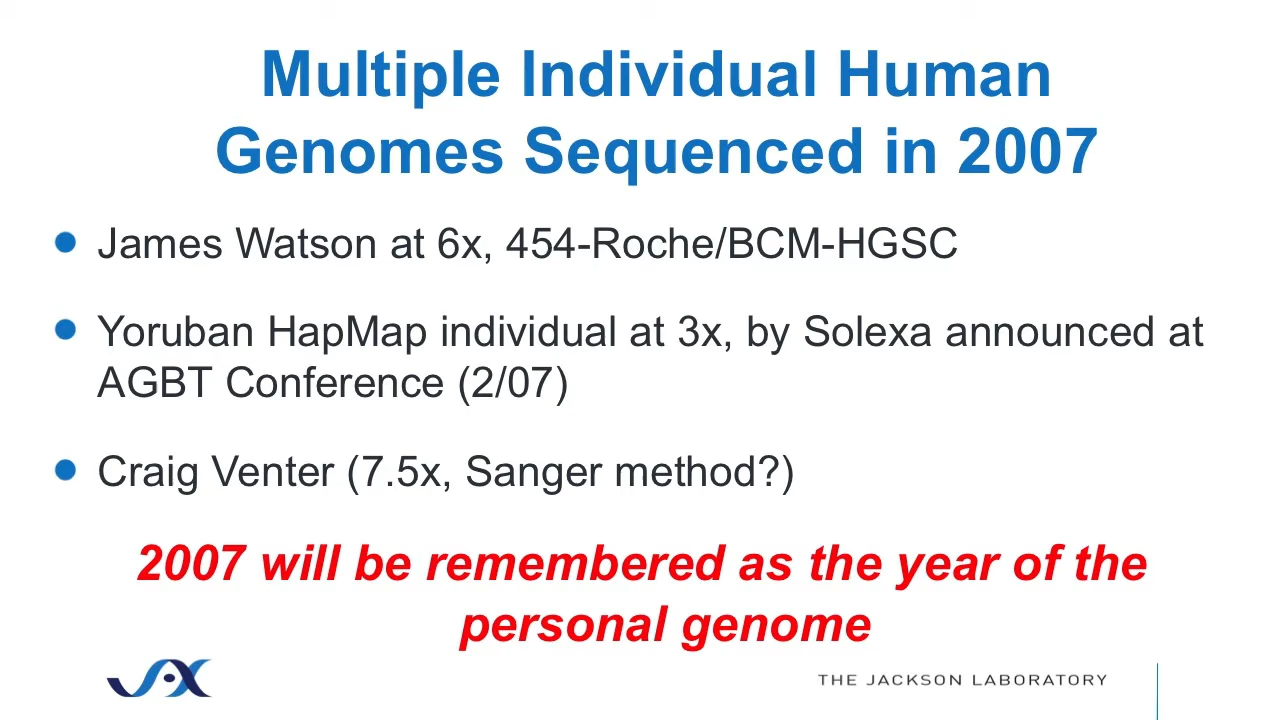 Multiple Individual Human
Genomes Sequenced in 2007
James Watson at 6x, 454-Roche/BCM-HGSC
Yoruban HapMap individual at 3x, by Solexa announced at
AGBT Conference (2/07)
Craig Venter (7.5x, Sanger method?)
2007 will be remembered as the year of the
personal genome
JAX
THE JACKSON LABORATORY